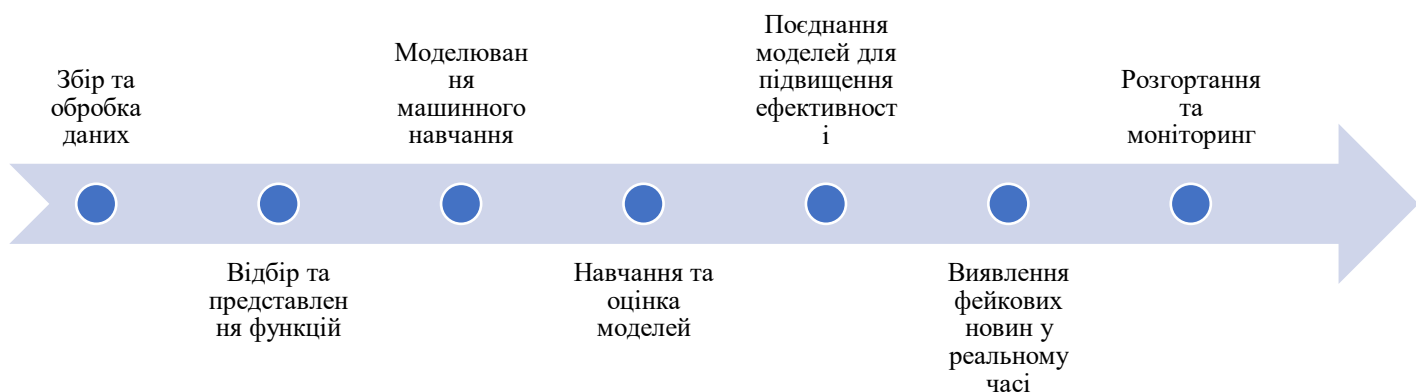 Збір та
обробка
даних
Відбір та
представлен
ня функцій
Моделюван
ня
машинного
навчання
Навчання та
оцінка
моделей
Поєднання
моделей для
підвищення
ефективност
і
Виявлення
фейкових
новин у
реальному
часі
Розгортання
та
моніторинг